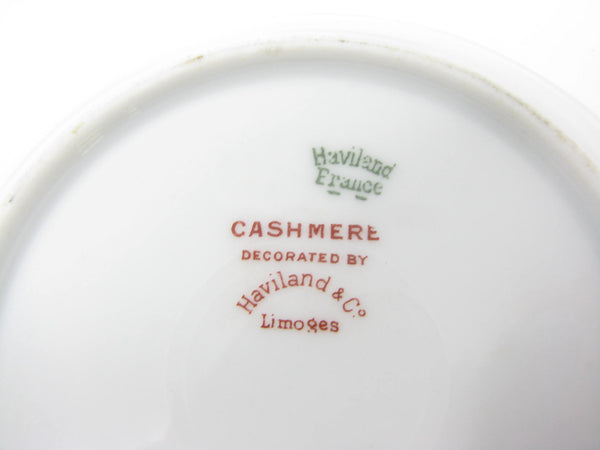 Haviland
France
CASHMERE
DECORATED BY
Haviland & Co
Limoges